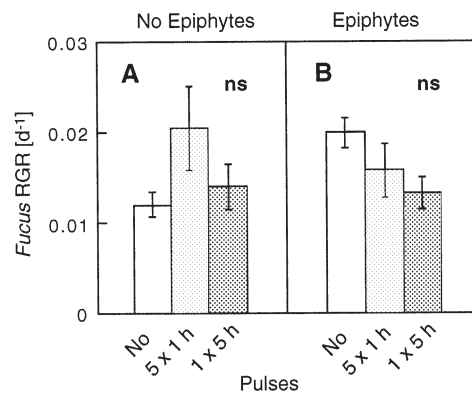 No Epiphytes Epiphytes
0.03
A ns B ns
0.02
0.01
0
Fucus RGR [d-1]
No 5 x 1 h 1 x 5 h No 5 x 1 h 1 x 5 h
Pulses